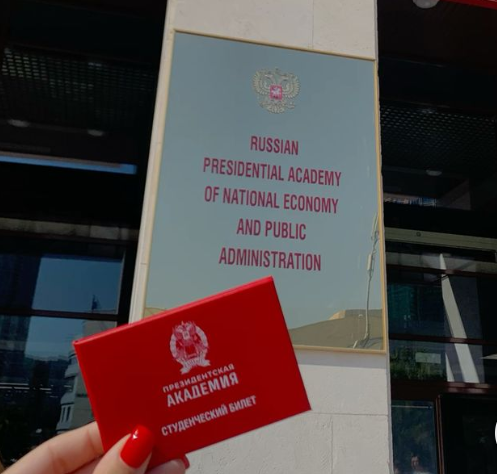 RUSSIAN
PRESIDENTIAL ACADEMY
OF NATIONAL ECONOMY
AND PUBLIC
ADMINISTRATION
ПРЕЗИДЕНТСКАЯ
АКАДЕМИЯ
СТУДЕНЧЕСКИЙ БИЛЕТ